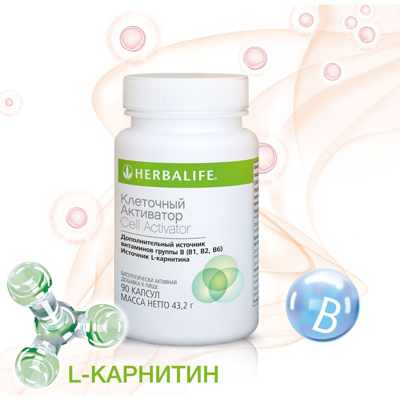 HERBALIFE.
Клеточный
Активатор
Cell Activator
Дополнительный источник
витаминов группы В (В1, В2, В6)
Источник L-карнитина
БИОЛОГИЧЕСКИ АКТИВНАЯ
ДОБАВКА К ПИЩЕ
90 КАПСУЛ
МАССА НЕТТО 43,2 г
B
L-КАРНИТИН